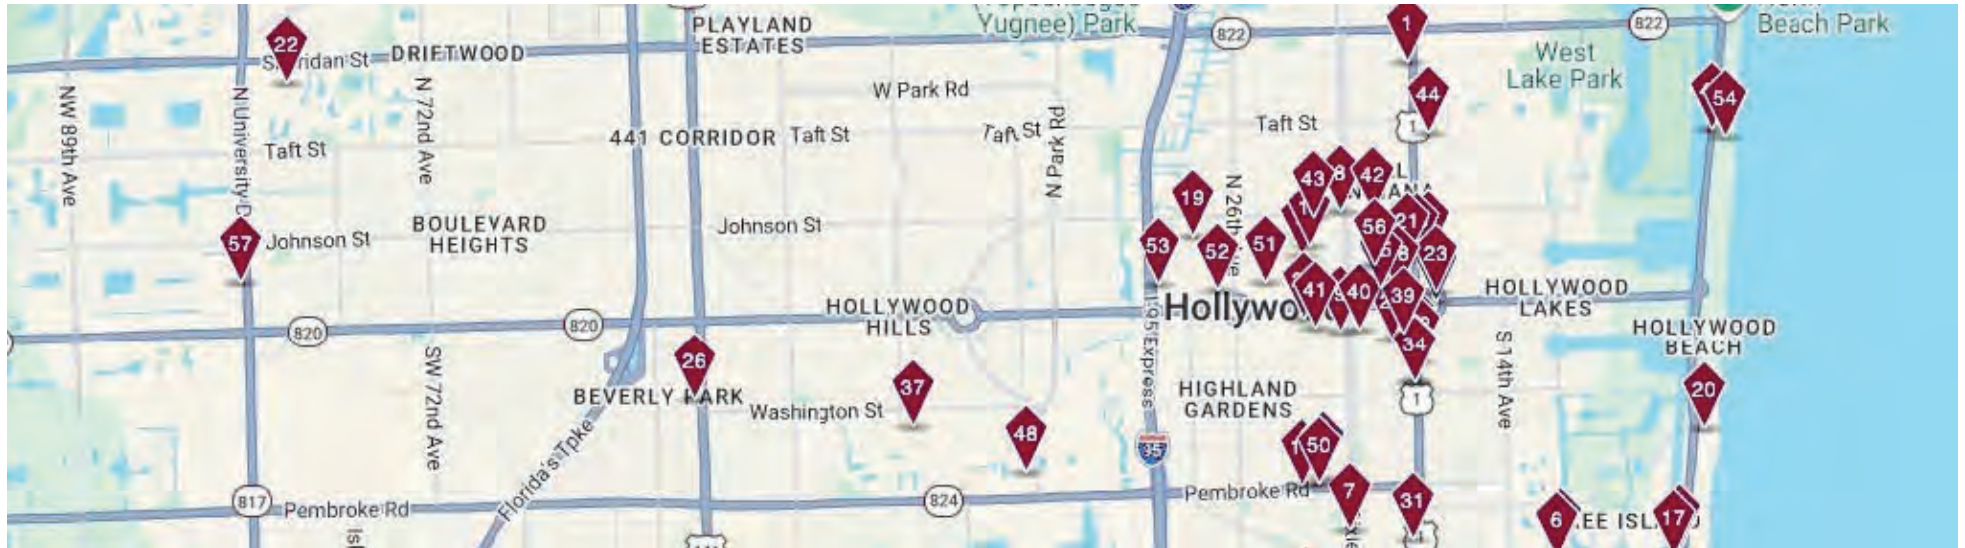 PLAYLAND
ESTATES
Yugnee) Park
1
822
822
Beach Park
22
DRIFTWOOD
West
Lake Park
W Park Rd
44
54
NW 89th Ave
N University D
N 72nd Ave
441 CORRIDOR
Taft St
Taft St
N Park Rd
Taft St
1
Taft St
43
8
42
19
N 26th Ave
BOULEVARD
HEIGHTS
Johnson St
56
21
57
Johnson St
53
52
51
23
HOLLYWOOD
HILLS
Hollywo
41
40
39
HOLLYWOOD
LAKES
820
820
HOLLYWOOD
BEACH
I-95 Express
34
S 14th Ave
26
SW 72nd Ave
37
20
BEVERLY PARK
Washington St
HIGHLAND
GARDENS
1
48
50
95
817
Pembroke Rd
Florida's Tpke
824
Pembroke Rd
7
31
6
17